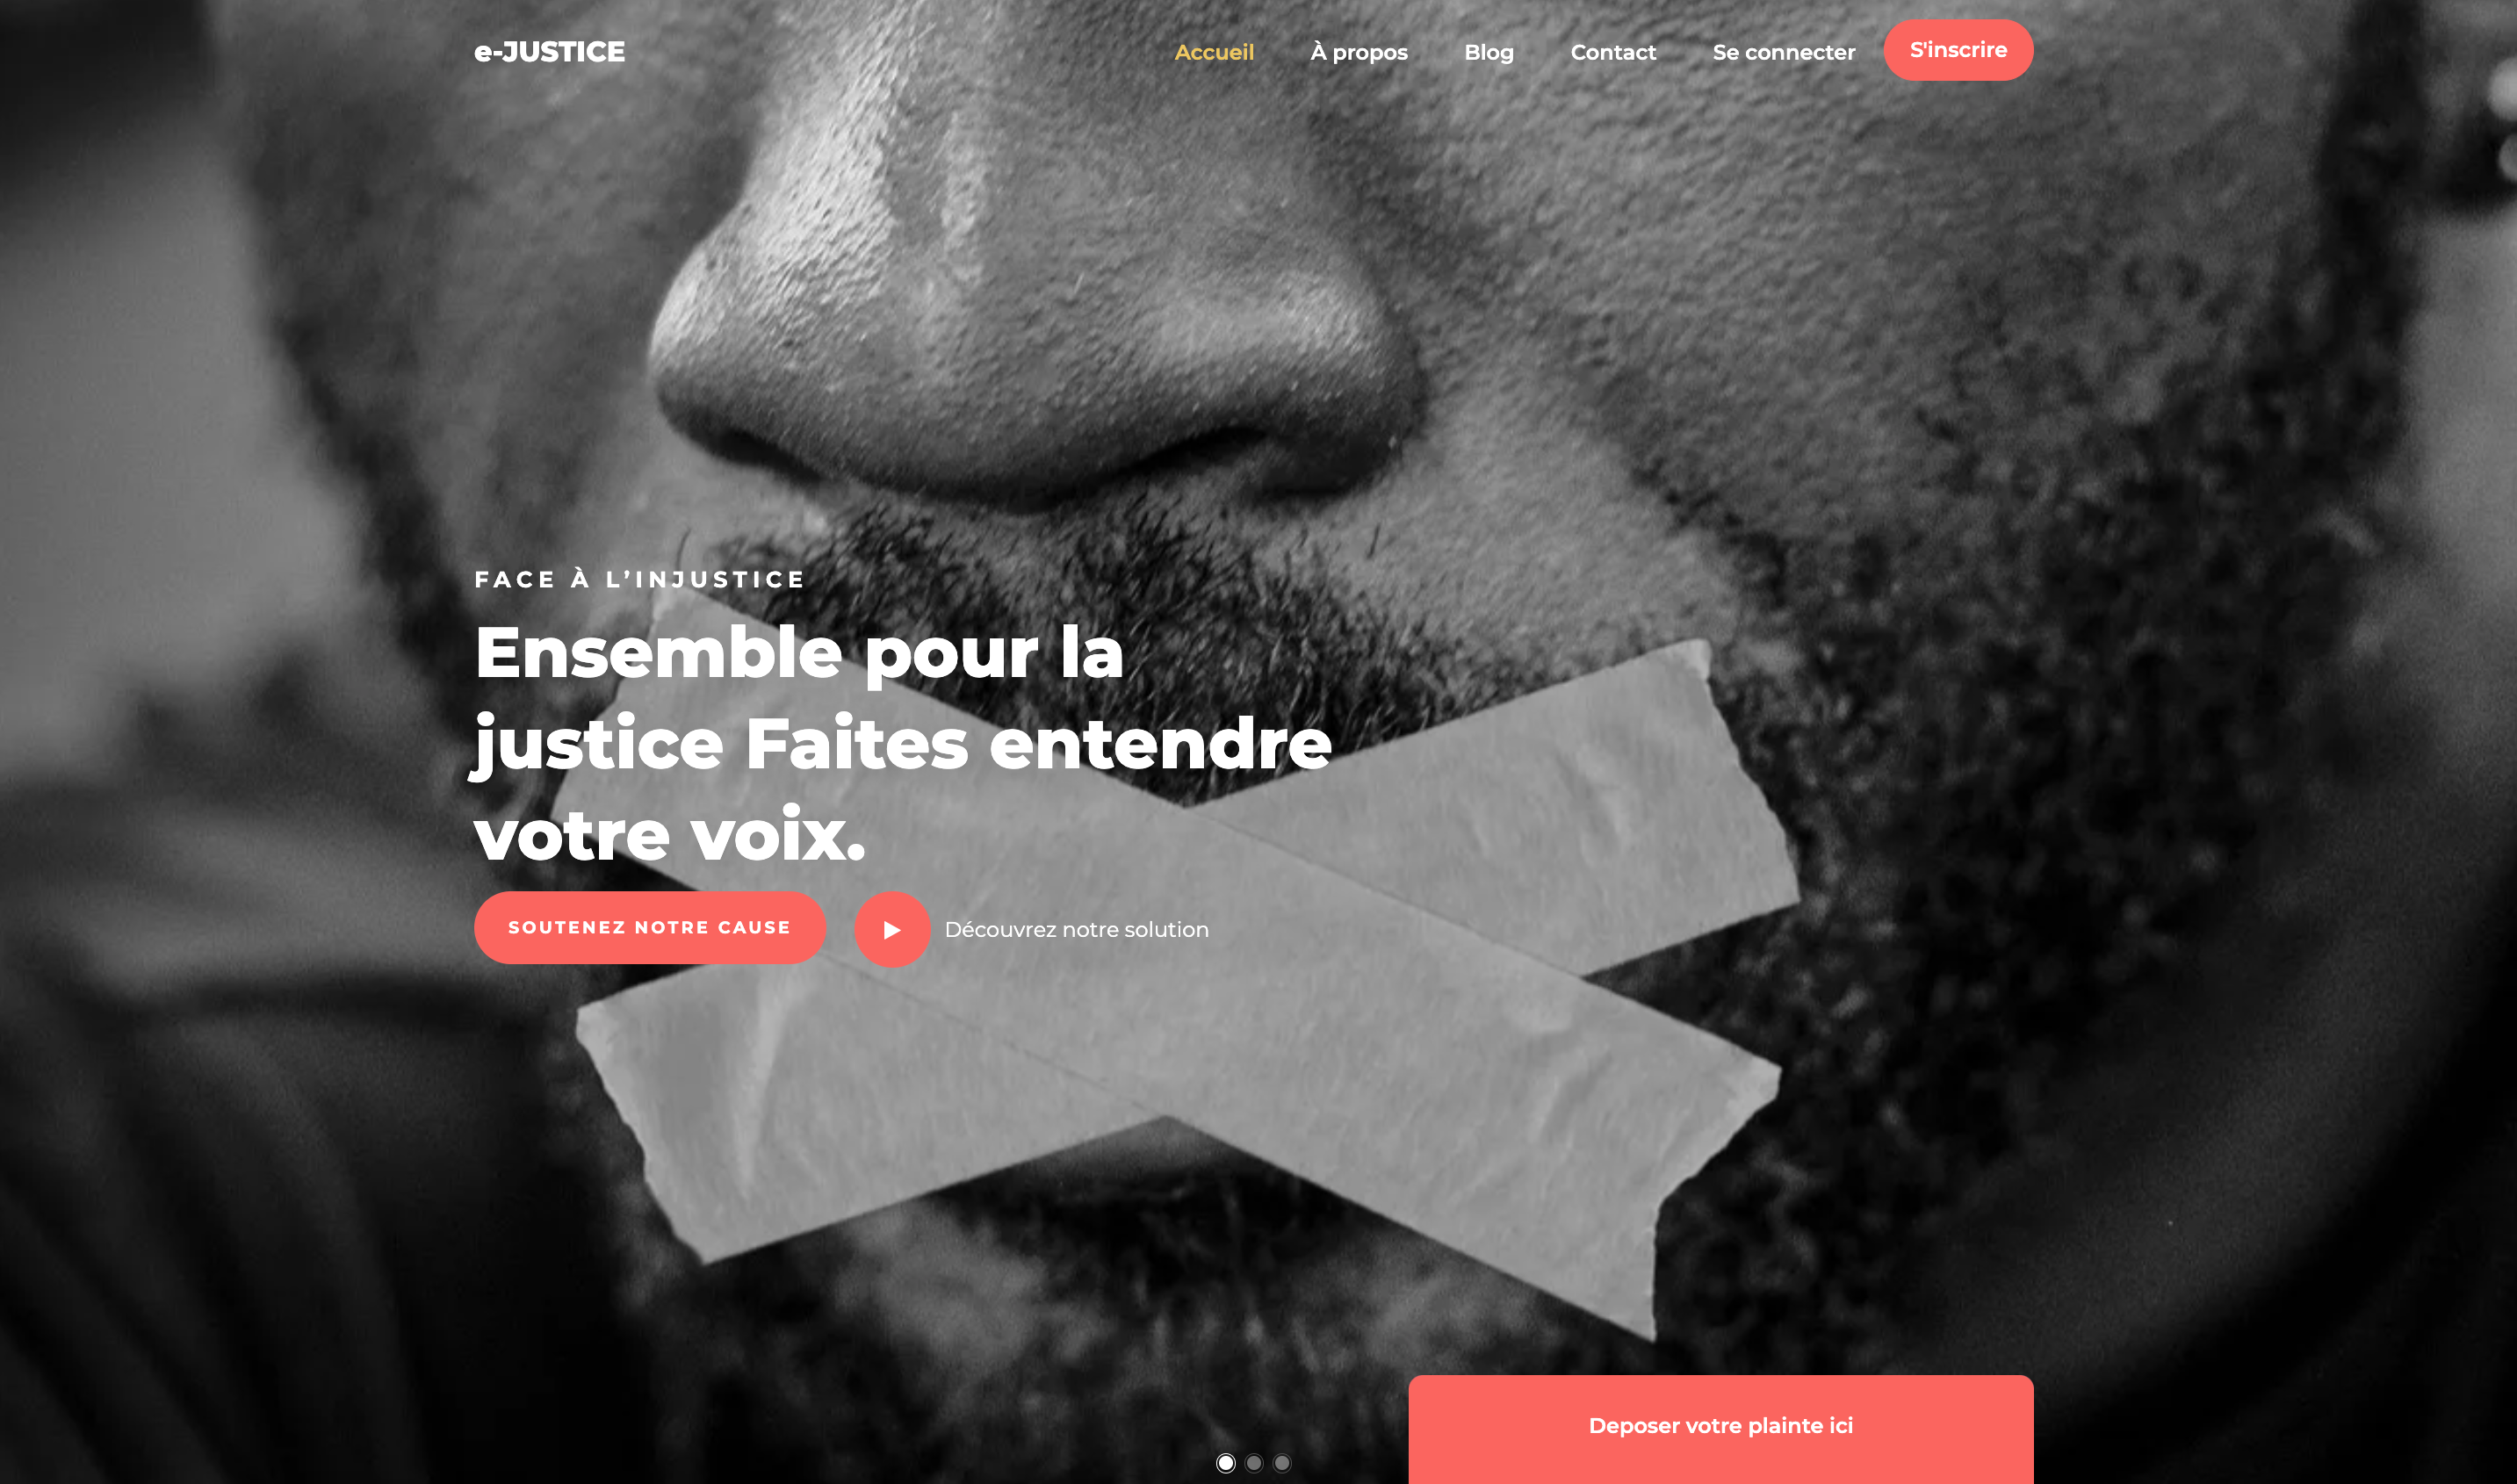 e-JUSTICE
Accueil
À propos
Blog
Contact
Se connecter
S'inscrire
FACE À L’INJUSTICE
Ensemble pour la
justice Faites entendre
votre voix.
SOUTENEZ NOTRE CAUSE
Découvrez notre solution
Deposer votre plainte ici